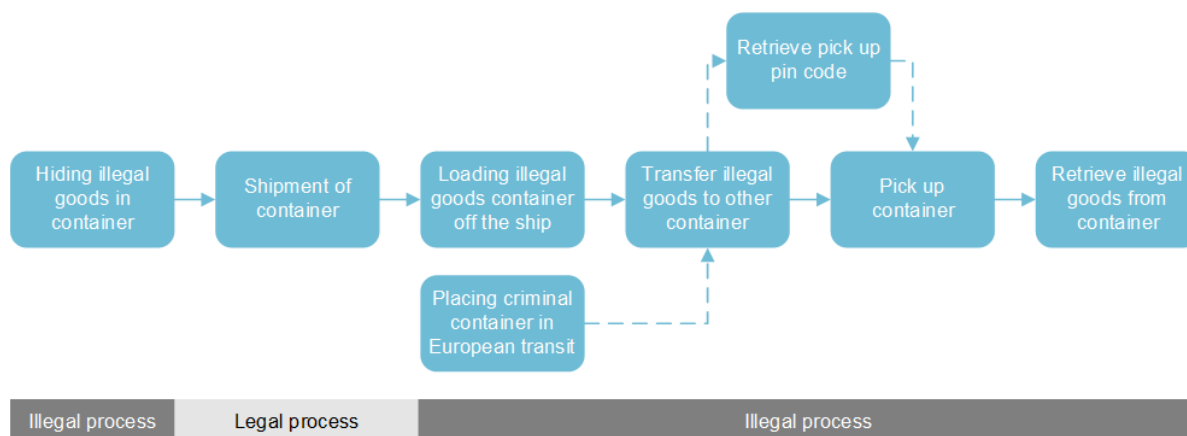 Retrieve pick up
pin code
Hiding illegal
goods in
container
Shipment of
container
Loading illegal
goods container
off the ship
Transfer illegal
goods to other
container
Pick up
container
Retrieve illegal
goods from
container
Placing criminal
container in
European transit
Illegal process
Legal process
Illegal process